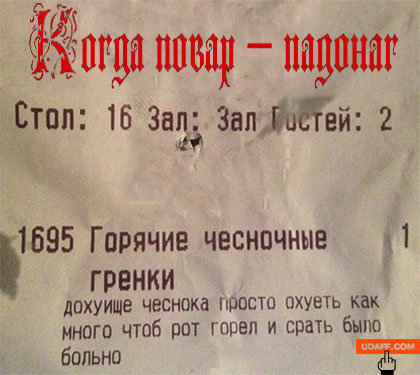 Когда повар – падонаг
Стол: 16 Зал: Зал Гостей: 2
1695 Горячие чесночные 1
гренки
дохуище чеснока просто охуеть как
много чтоб рот горел и срать было
больно
UDAFF.COM